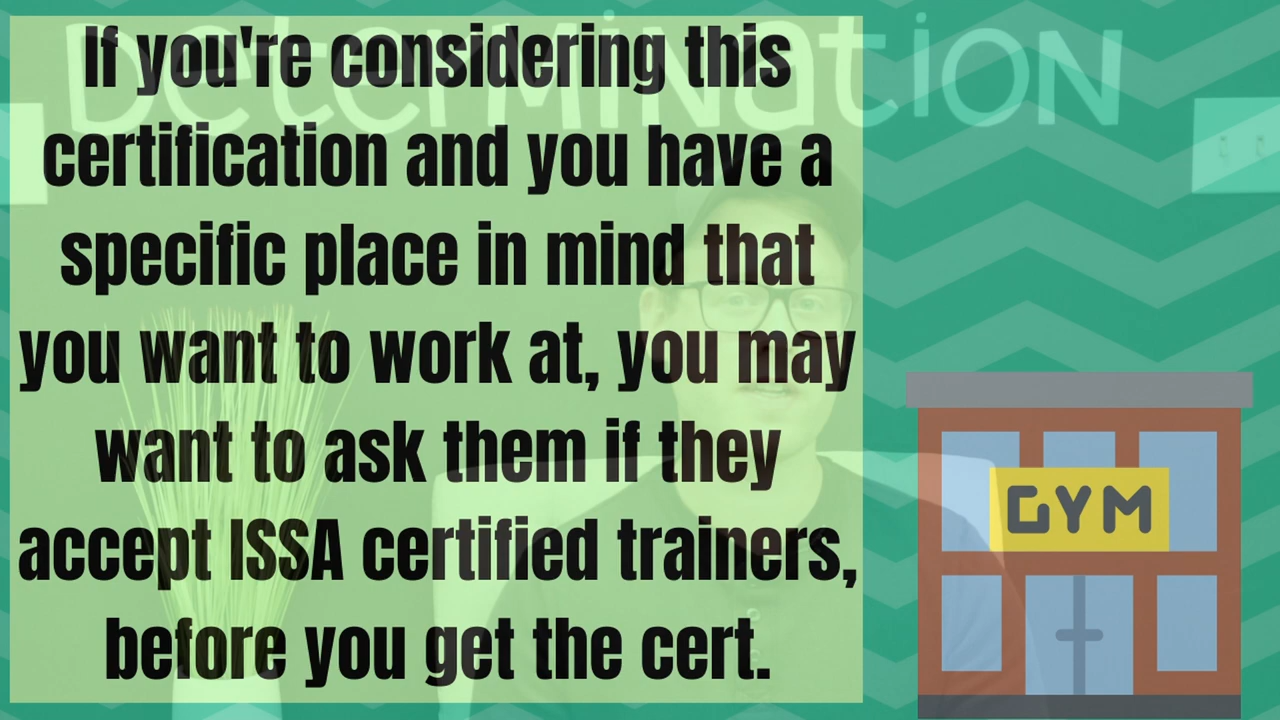 DeterMiNatiON
If you're considering this
certification and you have a
specific place in mind that
you want to work at, you may
want to ask them if they
accept ISSA certified trainers,
before you get the cert.
GYM